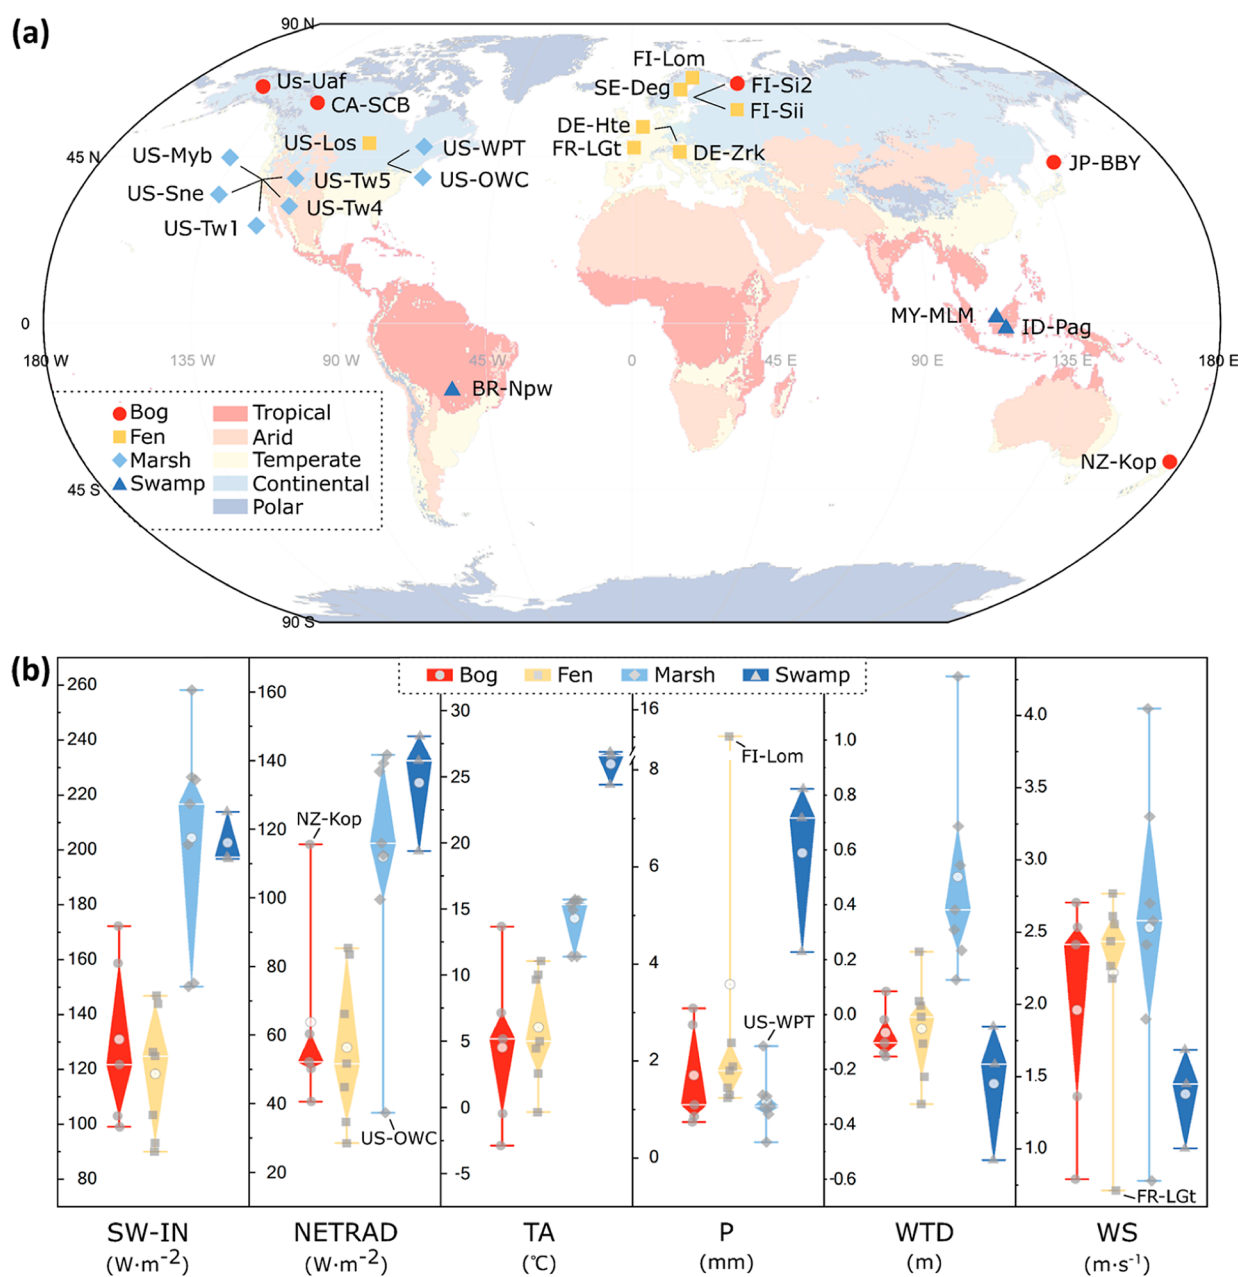 (a)
90 N
FI-Lom
Us-Uaf
SE-Deg
FI-Si2
CA-SCB
FI-Sii
DE-Hte
US-Los
US-WPT
FR-LGt
DE-Zrk
45 N
US-Myb
JP-BBY
US-Tw5
US-OWC
US-Sne
US-Tw4
US-Tw1
MY-MLM
0
ID-Pag
180 W
135 W
90 W
45 W
0
45 E
90 E
135 E
180 E
BR-Npw
Bog
Tropical
Fen
Arid
Marsh
Temperate
NZ-Kop
Swamp
Continental
45 S
Polar
90 S
(b)
Bog
Fen
Marsh
Swamp
260
240
220
200
180
160
140
120
100
80
SW-IN
(W·m-2)
160
140
120
100
80
60
40
20
NZ-Kop
US-OWC
NETRAD
(W·m-2)
30
25
20
15
10
5
0
-5
TA
(℃)
16
8
6
4
2
0
FI-Lom
US-WPT
P
(mm)
1.0
0.8
0.6
0.4
0.2
0.0
-0.2
-0.4
-0.6
WTD
(m)
4.0
3.5
3.0
2.5
2.0
1.5
1.0
FR-LGt
WS
(m·s-1)